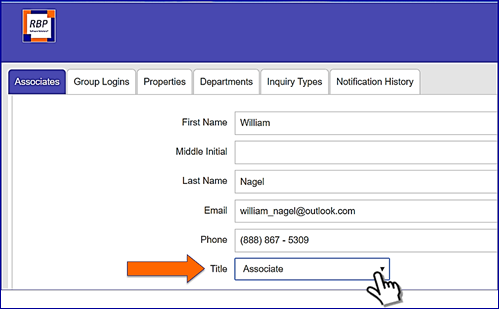 RBP
Associates Group Logins Properties Departments Inquiry Types Notification History
First Name William
Middle Initial
Last Name Nagel
Email william_nagel@outlook.com
Phone (888) 867 - 5309
Title Associate